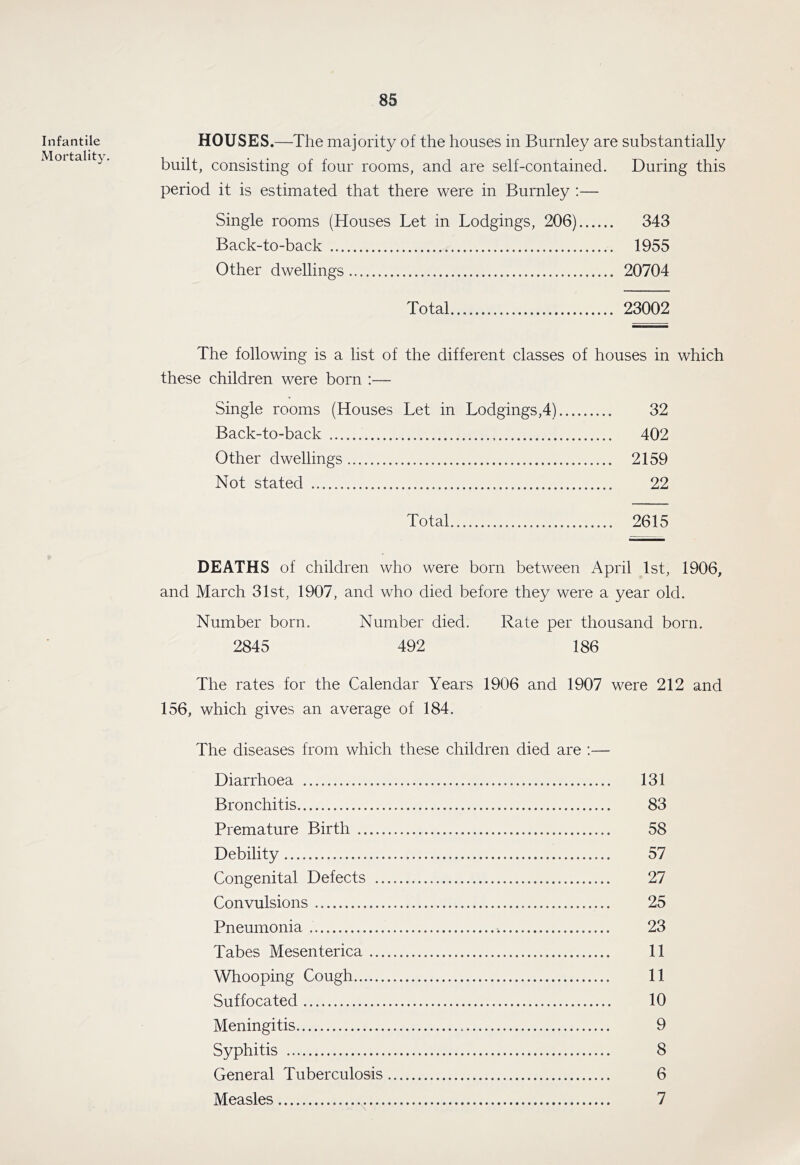 85
Infantile
Mortality.
HOUSES.—The majority of the houses in Burnley are substantially
built, consisting of four rooms, and are self-contained. During this
period it is estimated that there were in Burnley :—
Single rooms (Houses Let in Lodgings, 206)...... 343
Back-to-back ...... 1955
Other dwellings ...... 20704
Total...... 23002
The following is a list of the different classes of houses in which
these children were born :—
Single rooms (Houses Let in Lodgings,4)...... 32
Back-to-back ...... 402
Other dwellings ...... 2159
Not stated ...... 22
Total...... 2615
DEATHS of children who were born between April 1st, 1906,
and March 31st, 1907, and who died before they were a year old.
Number born. Number died. Rate per thousand born.
2845 492 186
The rates for the Calendar Years 1906 and 1907 were 212 and
156, which gives an average of 184.
The diseases from which these children died are :—
Diarrhoea ...... 131
Bronchitis...... 83
Premature Birth ...... 58
Debility ...... 57
Congenital Defects ...... 27
Convulsions ...... 25
Pneumonia ...... 23
Tabes Mesenterica ...... 11
Whooping Cough...... 11
Suffocated ...... 10
Meningitis...... 9
Syphitis ...... 8
General Tuberculosis ...... 6
Measles ...... 7